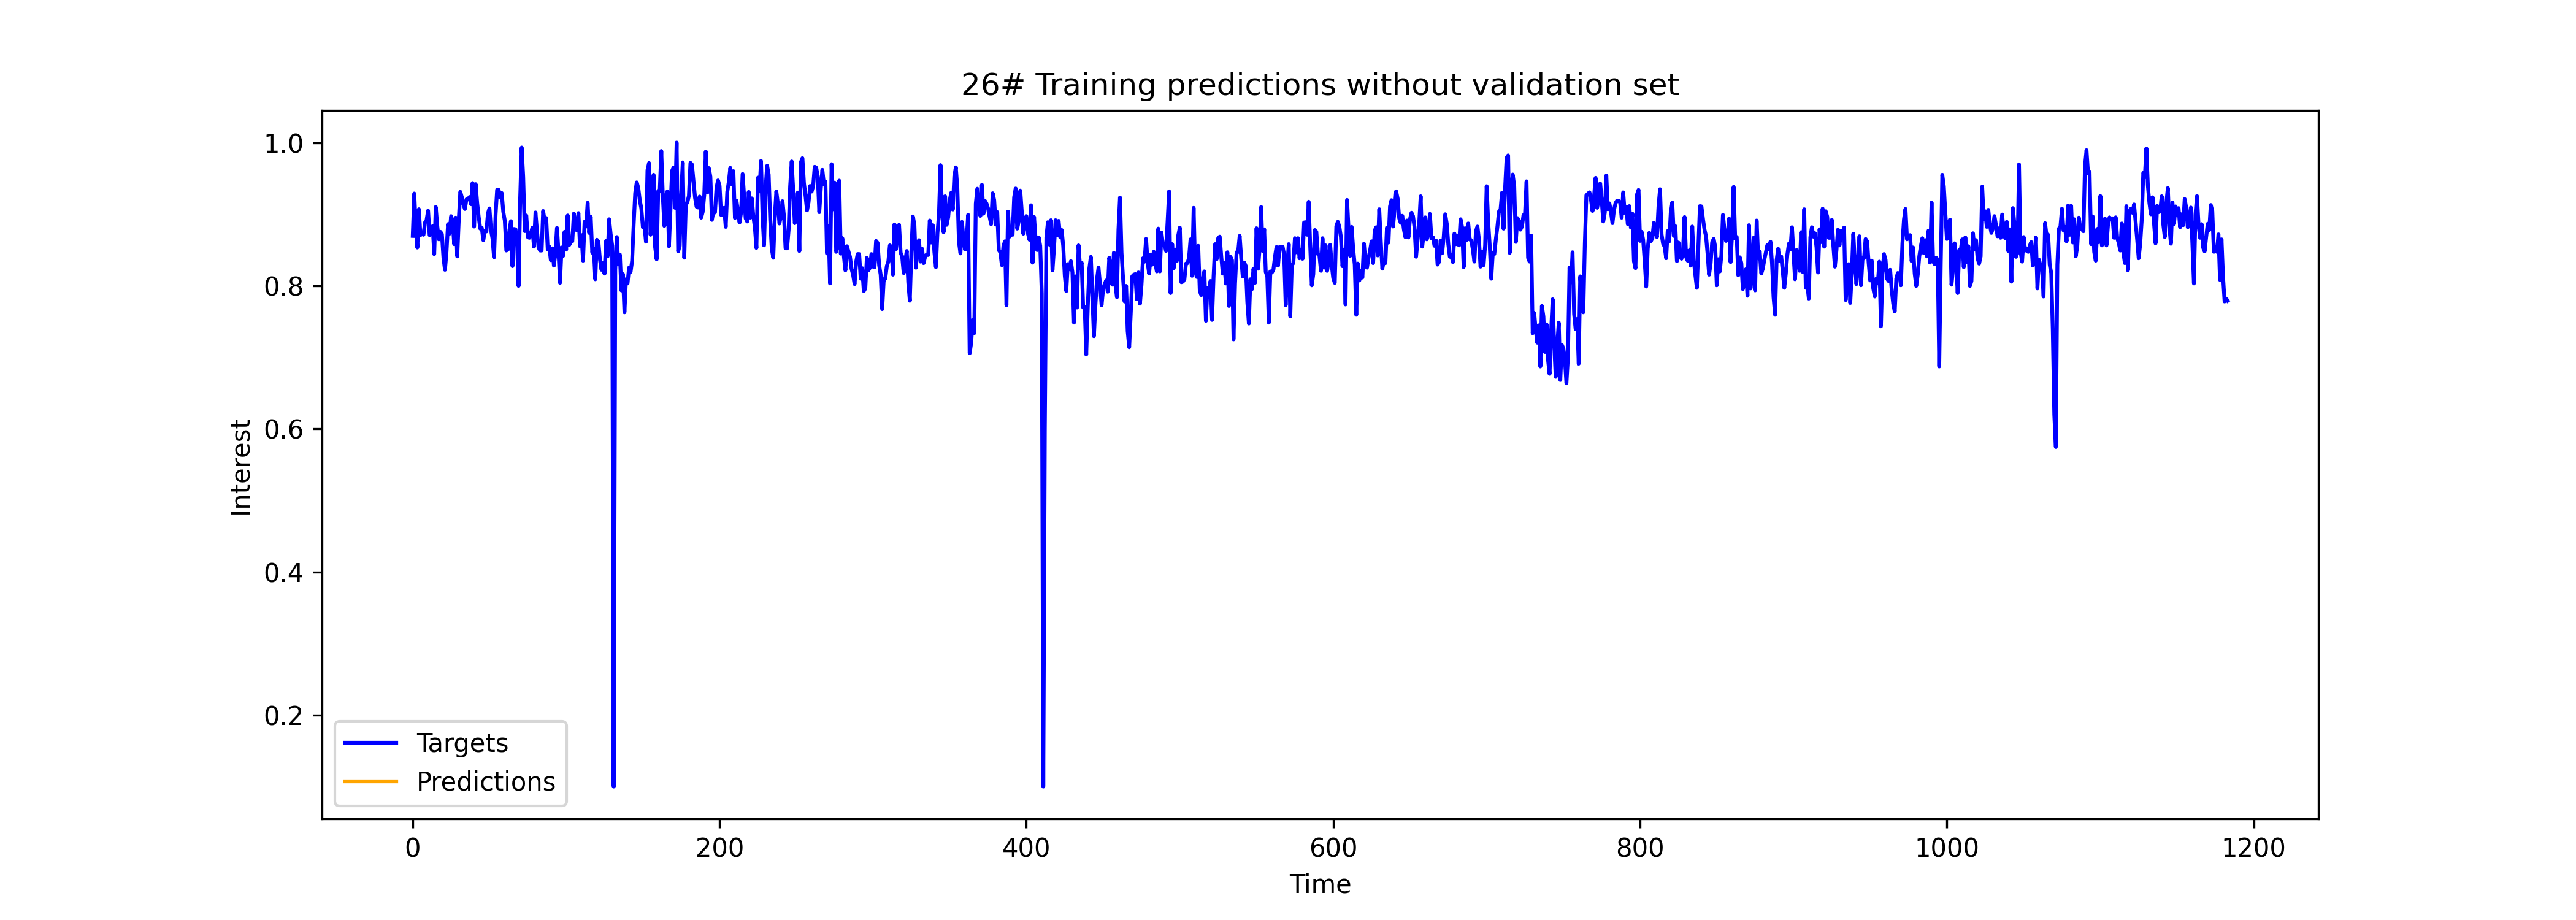 26# Training predictions without validation set
1.0
0.8
0.6
0.4
0.2
Interest
Targets
Predictions
0 200 400 600 800 1000 1200
Time